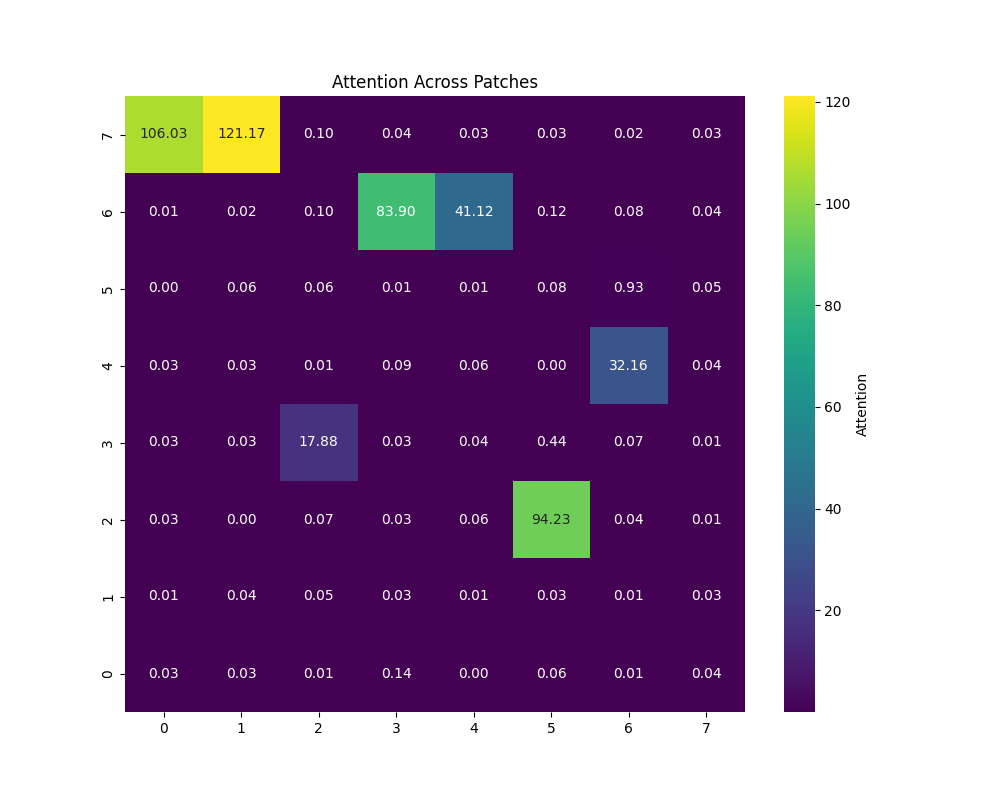 Attention Across Patches
7 106.03 121.17 0.10 0.04 0.03 0.03 0.02 0.03
6 0.01 0.02 0.10 83.90 41.12 0.12 0.08 0.04
5 0.00 0.06 0.06 0.01 0.01 0.08 0.93 0.05
4 0.03 0.03 0.01 0.09 0.06 0.00 32.16 0.04
3 0.03 0.03 17.88 0.03 0.04 0.44 0.07 0.01
2 0.03 0.00 0.07 0.03 0.06 94.23 0.04 0.01
1 0.01 0.04 0.05 0.03 0.01 0.03 0.01 0.03
0 0.03 0.03 0.01 0.14 0.00 0.06 0.01 0.04
0 1 2 3 4 5 6 7
120
100
80
60
40
20
Attention